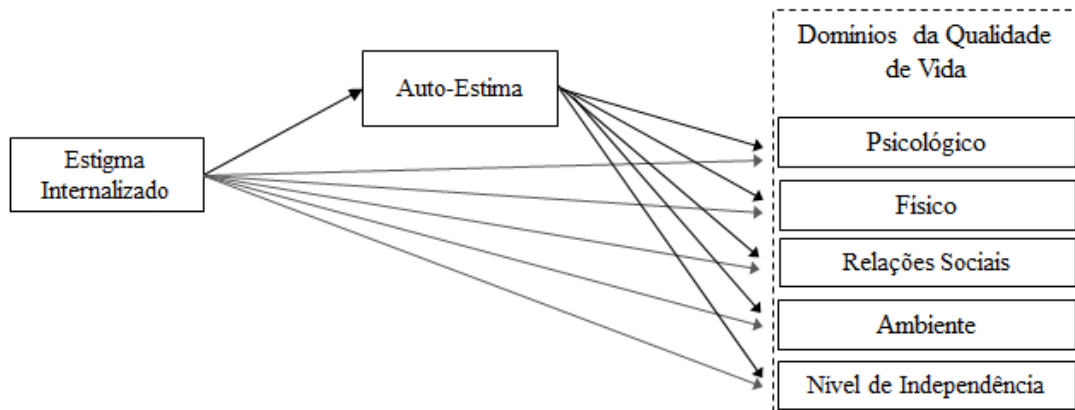 Domínios da Qualidade
de Vida
Auto-Estima
Estigma
Internalizado
Psicológico
Físico
Relações Sociais
Ambiente
Nível de Independência